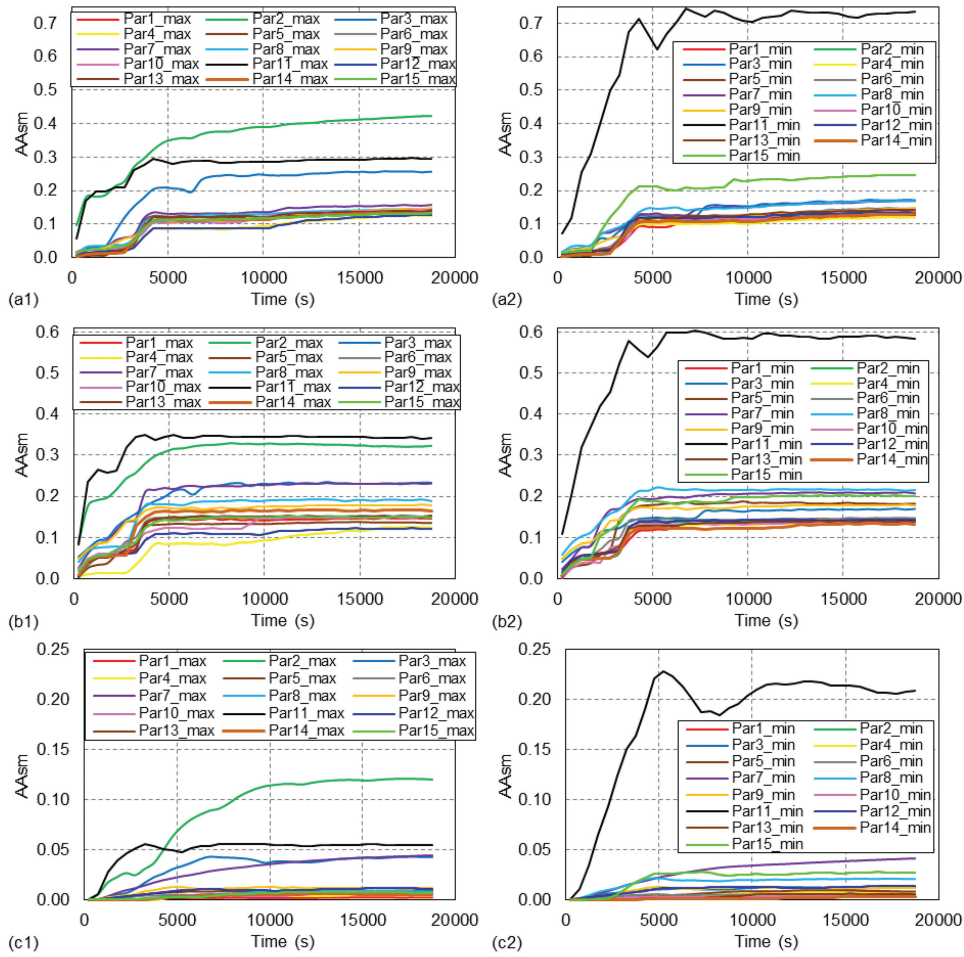 0.7
0.6
0.5
0.4
0.3
0.2
0.1
0.0
AAsm
Par1_max Par2_max Par3_max
Par4_max Par5_max Par6_max
Par7_max Par8_max Par9_max
Par10_max Par11_max Par12_max
Par13_max Par14_max Par15_max
0 5000 10000 15000 20000
(a1) Time (s)
0.7
0.6
0.5
0.4
0.3
0.2
0.1
0.0
AAsm
Par1_min Par2_min
Par3_min Par4_min
Par5_min Par6_min
Par7_min Par8_min
Par9_min Par10_min
Par11_min Par12_min
Par13_min Par14_min
Par15_min
0 5000 10000 15000 20000
(a2) Time (s)
0.6
0.5
0.4
0.3
0.2
0.1
0.0
AAsm
Par1_max Par2_max Par3_max
Par4_max Par5_max Par6_max
Par7_max Par8_max Par9_max
Par10_max Par11_max Par12_max
Par13_max Par14_max Par15_max
0 5000 10000 15000 20000
(b1) Time (s)
0.6
0.5
0.4
0.3
0.2
0.1
0.0
AAsm
Par1_min Par2_min
Par3_min Par4_min
Par5_min Par6_min
Par7_min Par8_min
Par9_min Par10_min
Par11_min Par12_min
Par13_min Par14_min
Par15_min
0 5000 10000 15000 20000
(b2) Time (s)
0.25
0.20
0.15
0.10
0.05
0.00
AAsm
Par1_max Par2_max Par3_max
Par4_max Par5_max Par6_max
Par7_max Par8_max Par9_max
Par10_max Par11_max Par12_max
Par13_max Par14_max Par15_max
0 5000 10000 15000 20000
(c1) Time (s)
0.25
0.20
0.15
0.10
0.05
0.00
AAsm
Par1_min Par2_min
Par3_min Par4_min
Par5_min Par6_min
Par7_min Par8_min
Par9_min Par10_min
Par11_min Par12_min
Par13_min Par14_min
Par15_min
0 5000 10000 15000 20000
(c2) Time (s)